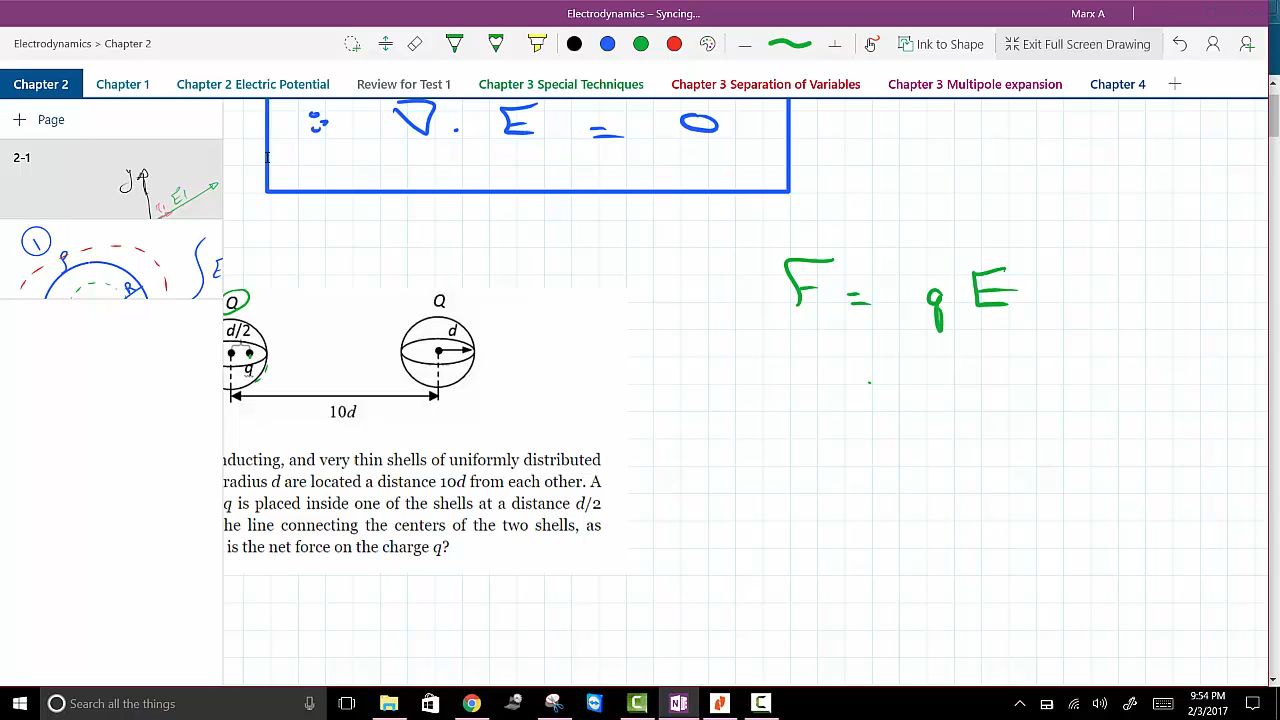 Electrodynamics – Syncing...
Marx A
Electrodynamics > Chapter 2
Ink to Shape
Exit Full Screen Drawing
Chapter 2
Chapter 1
Chapter 2 Electric Potential
Review for Test 1
Chapter 3 Special Techniques
Chapter 3 Separation of Variables
Chapter 3 Multipole expansion
Chapter 4
Page
2-1
y
E1
1
ρ
R
∫ E
∴ ∇ . E = 0
F = q E
Q
Q
d/2
d
q
10d
nducting, and very thin shells of uniformly distributed
radius d are located a distance 10d from each other. A
q is placed inside one of the shells at a distance d/2
he line connecting the centers of the two shells, as
is the net force on the charge q?
Search all the things
9:54 PM
2/3/2017